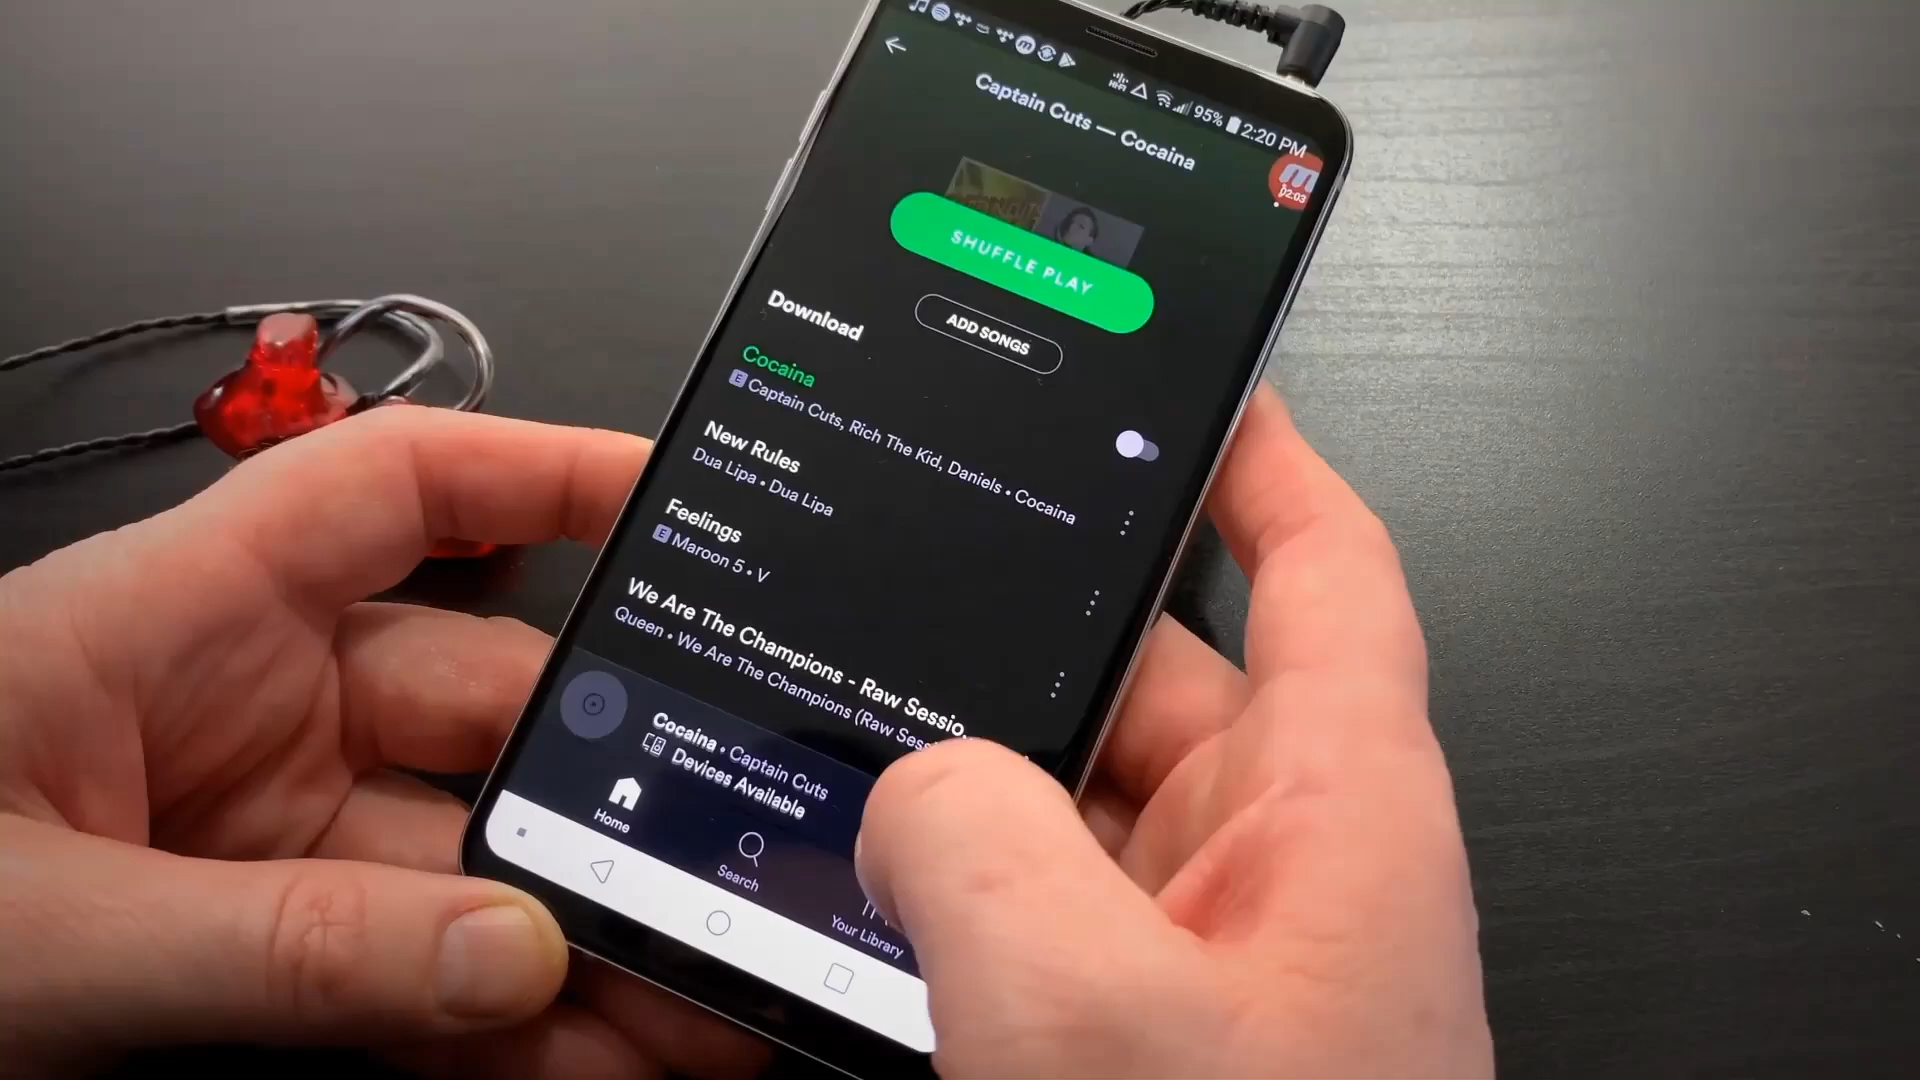 HiFi 95% 2:20 PM
Captain Cuts — Cocaina
02:03
SHUFFLE PLAY
ADD SONGS
Download
Cocaina
E Captain Cuts, Rich The Kid, Daniels • Cocaina
New Rules
Dua Lipa • Dua Lipa
Feelings
E Maroon 5 • V
We Are The Champions - Raw Sessio...
Queen • We Are The Champions (Raw Sess
Cocaina • Captain Cuts
Devices Available
Home
Search
Your Library